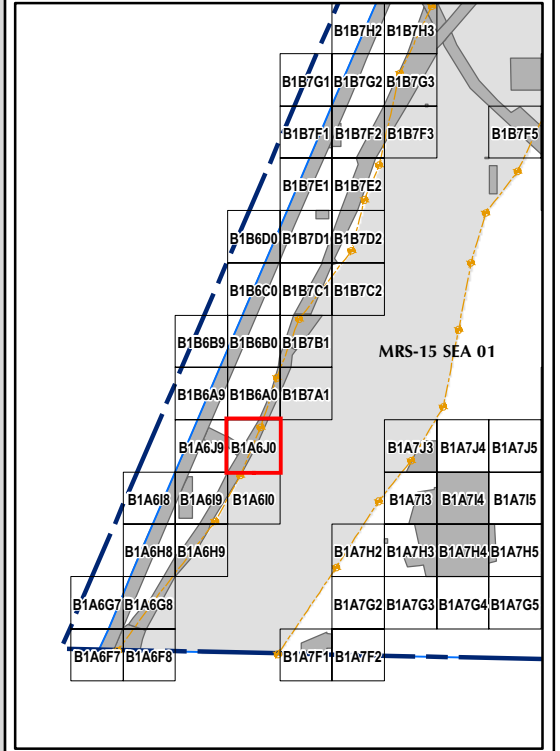 B1B7H2 B1B7H3
B1B7G1 B1B7G2 B1B7G3
B1B7F1 B1B7F2 B1B7F3 B1B7F5
B1B7E1 B1B7E2
B1B6D0 B1B7D1 B1B7D2
B1B6C0 B1B7C1 B1B7C2
B1B6B9 B1B6B0 B1B7B1
MRS-15 SEA 01
B1B6A9 B1B6A0 B1B7A1
B1A6J9 B1A6J0 B1A7J3 B1A7J4 B1A7J5
B1A6I8 B1A6I9 B1A6I0 B1A7I3 B1A7I4 B1A7I5
B1A6H8 B1A6H9 B1A7H2 B1A7H3 B1A7H4 B1A7H5
B1A6G7 B1A6G8 B1A7G2 B1A7G3 B1A7G4 B1A7G5
B1A6F7 B1A6F8 B1A7F1 B1A7F2